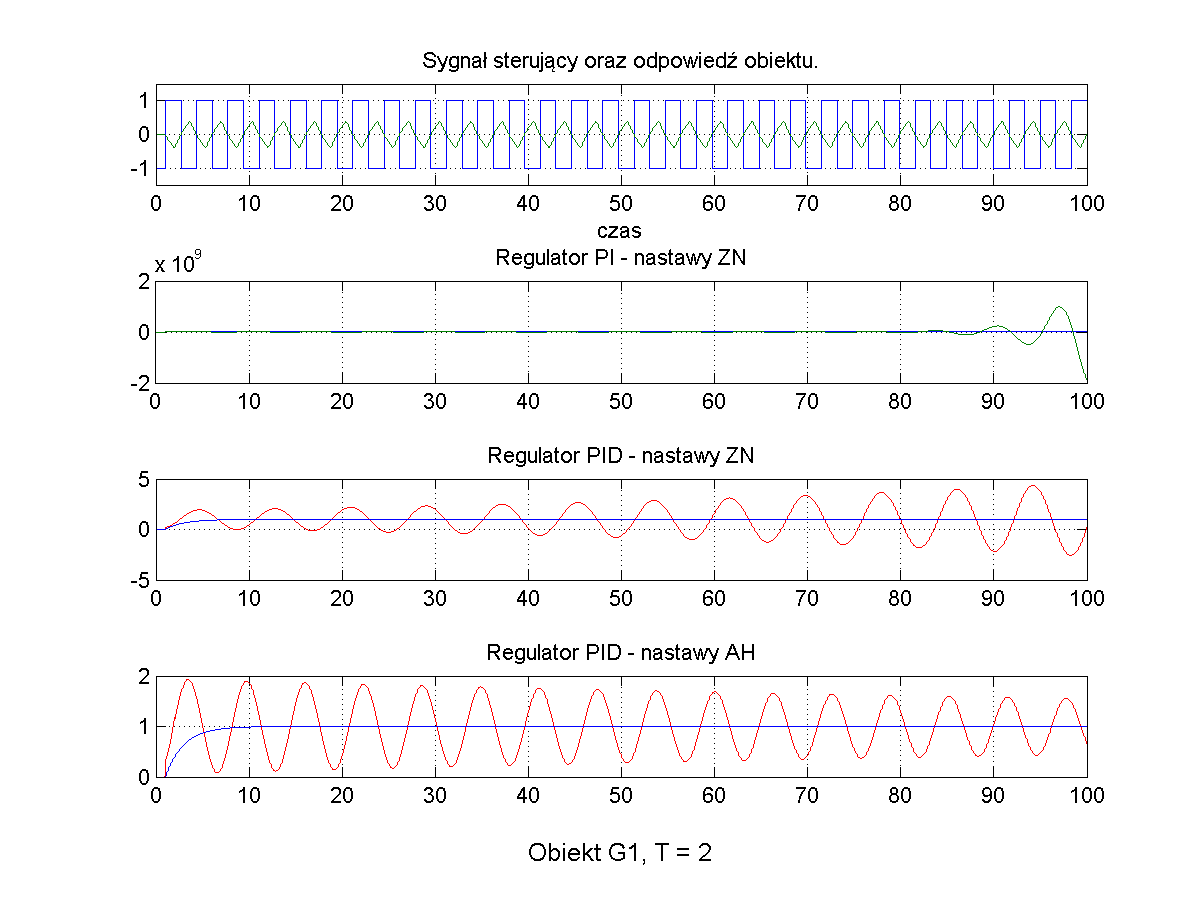 Sygnał sterujący oraz odpowiedź obiektu.
1
0
-1
0 10 20 30 40 50 60 70 80 90 100
czas
Regulator PI - nastawy ZN
x 10^9
2
0
-2
0 10 20 30 40 50 60 70 80 90 100
Regulator PID - nastawy ZN
5
0
-5
0 10 20 30 40 50 60 70 80 90 100
Regulator PID - nastawy AH
2
1
0
0 10 20 30 40 50 60 70 80 90 100
Obiekt G1, T = 2